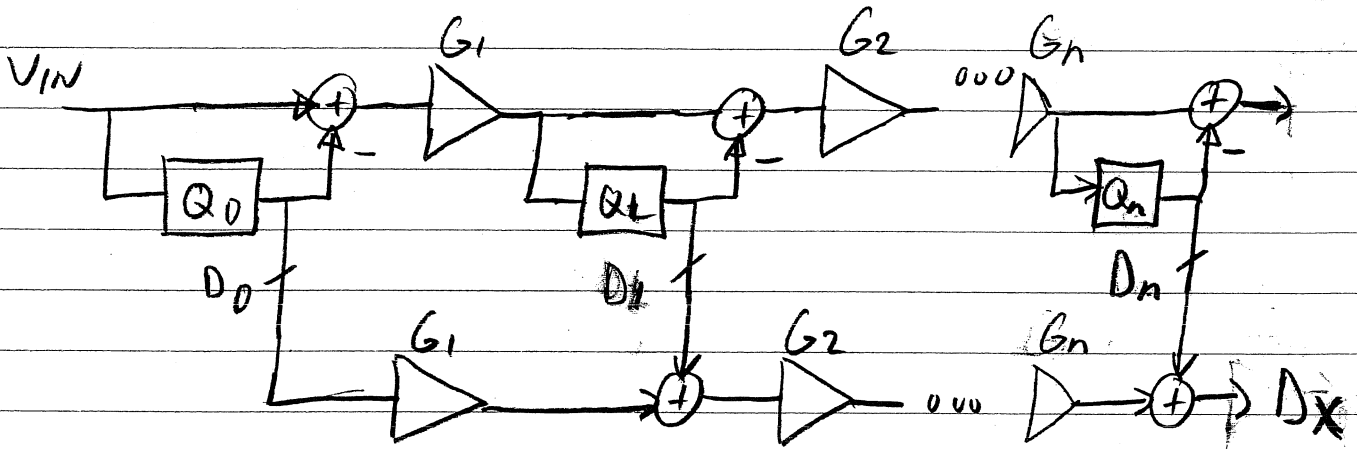 G1 G2 Gn
VIN + + ooo +
- - -
Q0 Q1 Qn
D0 D1 Dn
G1 G2 Gn
+ ooo + Dx